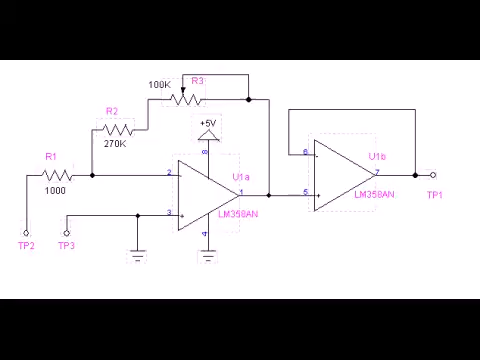 100K
R3
R2
270K
+5V
8
R1
1000
2
U1a
1
LM358AN
3
4
6
-
U1b
7
5
+
LM358AN
TP1
TP2
TP3